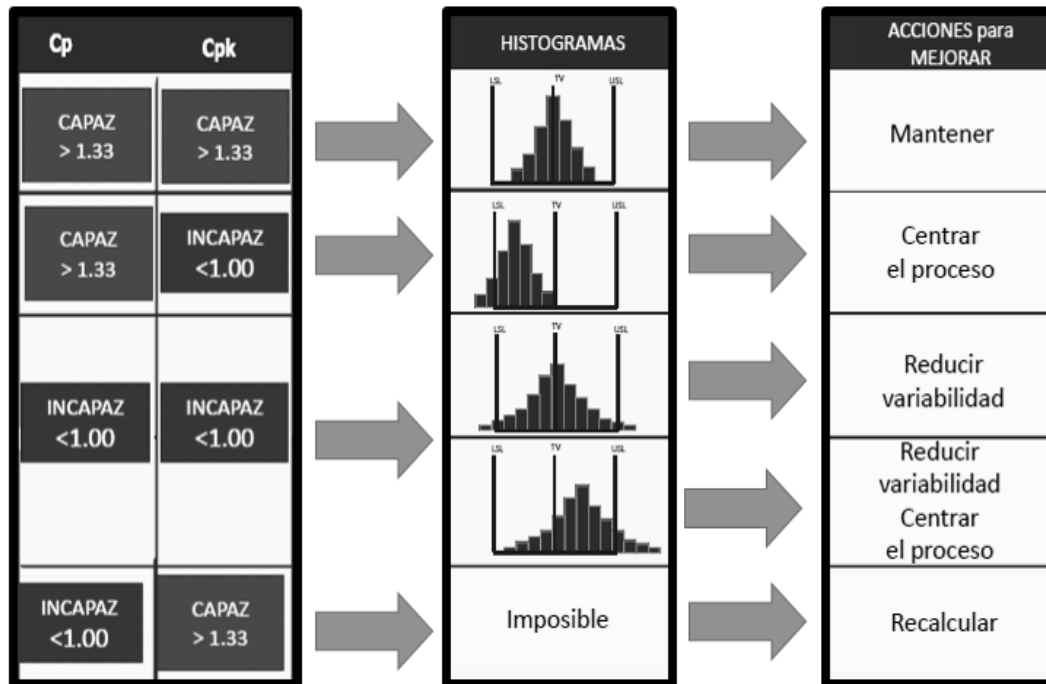 Cp
Cpk
HISTOGRAMAS
ACCIONES para
MEJORAR
CAPAZ
> 1.33
CAPAZ
> 1.33
LSL
TV
USL
Mantener
CAPAZ
> 1.33
INCAPAZ
<1.00
LSL
TV
USL
Centrar
el proceso
INCAPAZ
<1.00
INCAPAZ
<1.00
LSL
TV
USL
Reducir
variabilidad
LSL
TV
USL
Reducir
variabilidad
Centrar
el proceso
INCAPAZ
<1.00
CAPAZ
> 1.33
Imposible
Recalcular